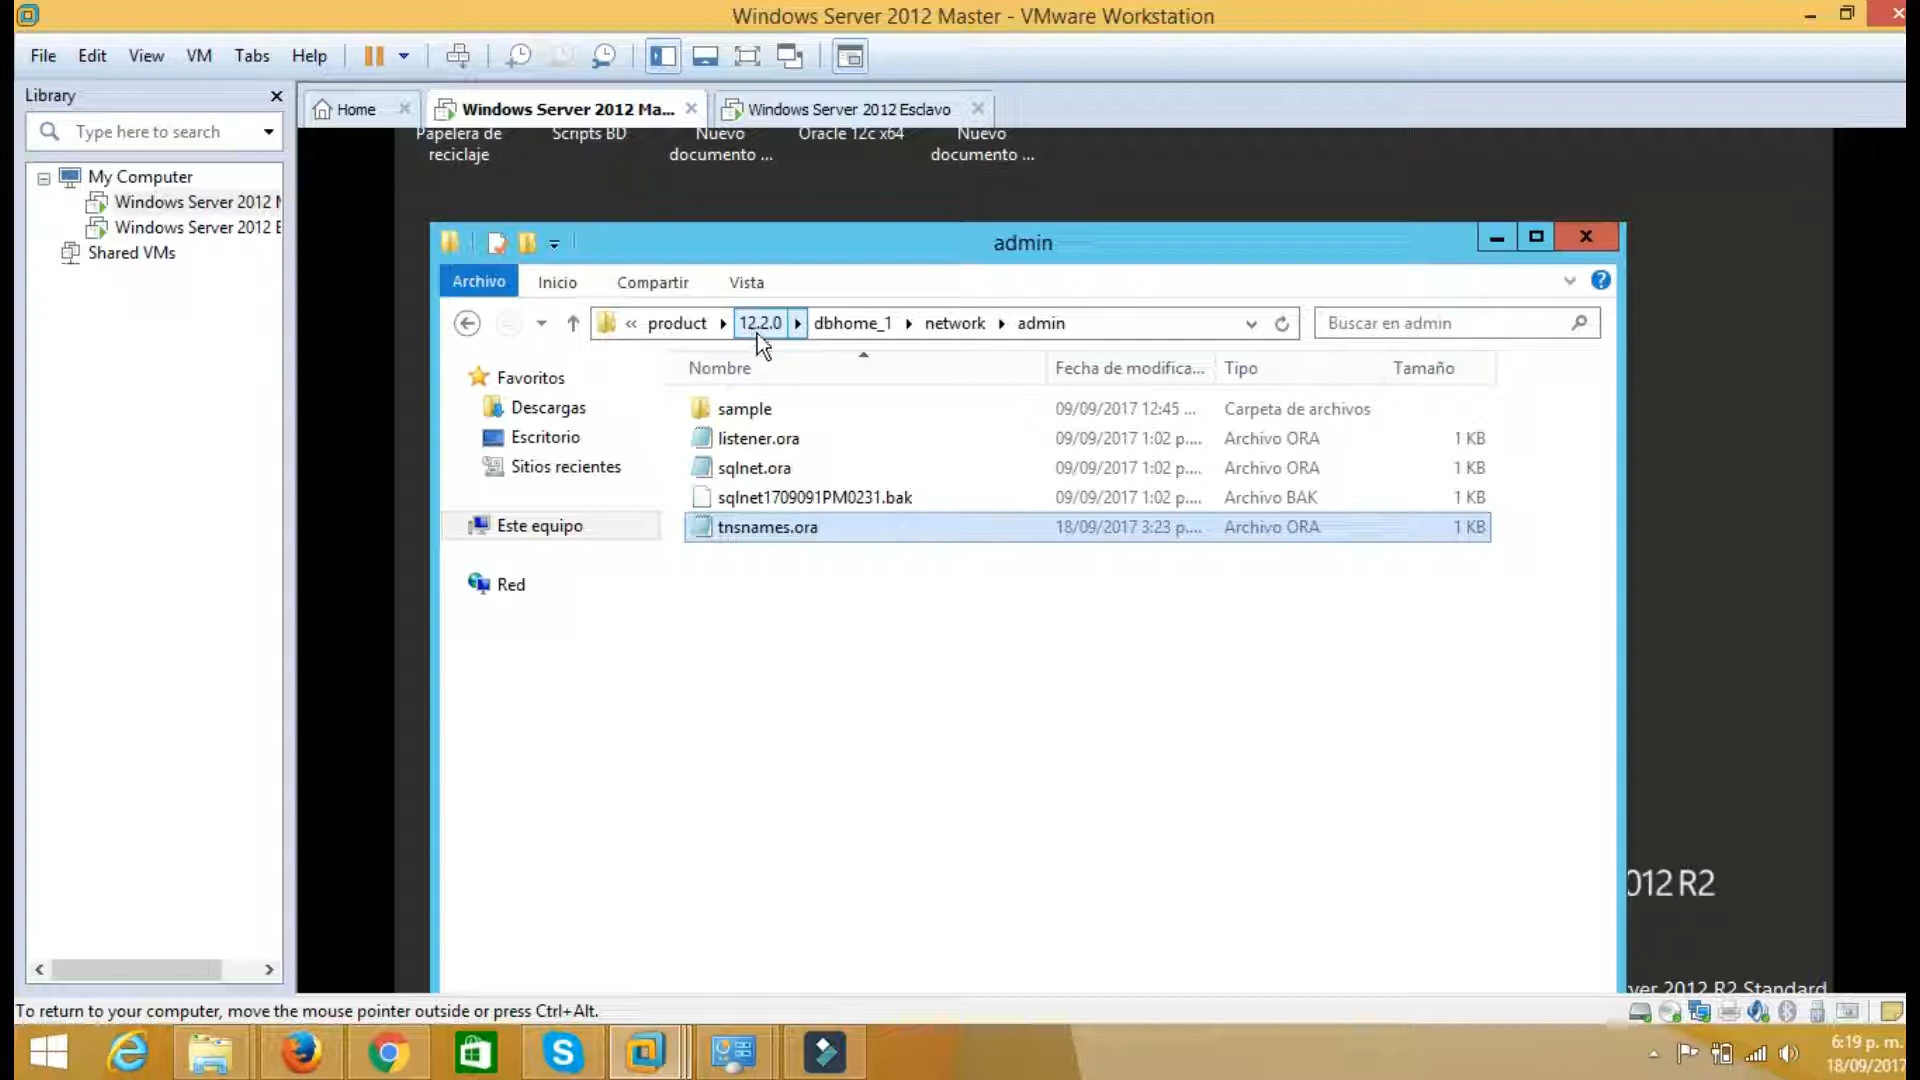 Windows Server 2012 Master - VMware Workstation
File Edit View VM Tabs Help
Library
Type here to search
My Computer
Windows Server 2012
Windows Server 2012 E
Shared VMs
Home
Windows Server 2012 Ma...
Windows Server 2012 Esclavo
Papelera de reciclaje
Scripts BD
Nuevo documento ...
Oracle 12c x64
Nuevo documento ...
admin
Archivo Inicio Compartir Vista
« product 12.2.0 dbhome_1 network admin
Buscar en admin
Favoritos
Descargas
Escritorio
Sitios recientes
Este equipo
Red
Nombre Fecha de modifica... Tipo Tamaño
sample 09/09/2017 12:45 ... Carpeta de archivos
listener.ora 09/09/2017 1:02 p.... Archivo ORA 1 KB
sqlnet.ora 09/09/2017 1:02 p.... Archivo ORA 1 KB
sqlnet1709091PM0231.bak 09/09/2017 1:02 p.... Archivo BAK 1 KB
tnsnames.ora 18/09/2017 3:23 p.... Archivo ORA 1 KB
012 R2
ver 2012 R2 Standard
To return to your computer, move the mouse pointer outside or press Ctrl+Alt.
6:19 p. m.
18/09/2017